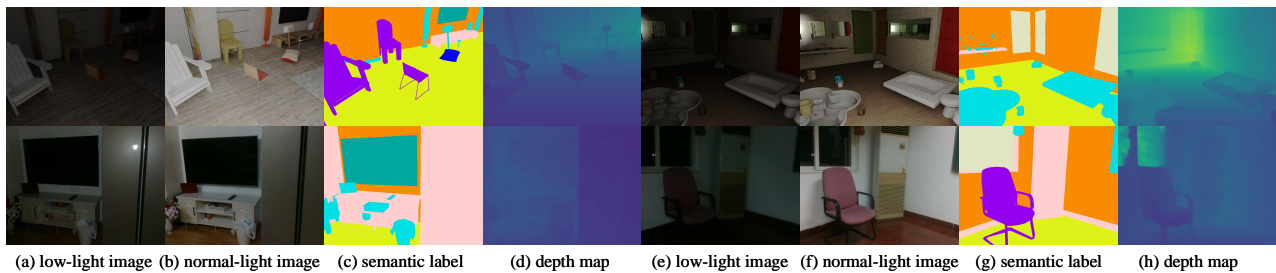 (a) low-light image (b) normal-light image (c) semantic label (d) depth map (e) low-light image (f) normal-light image (g) semantic label (h) depth map